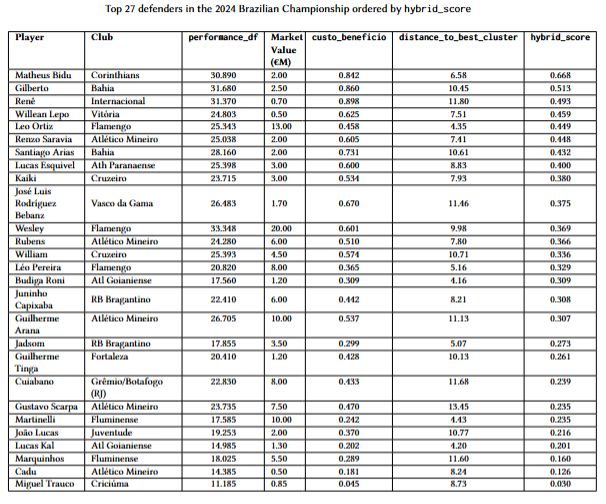 Top 27 defenders in the 2024 Brazilian Championship ordered by hybrid_score
Player Club performance_df Market Value (€M) custo_beneficio distance_to_best_cluster hybrid_score
Matheus Bidu Corinthians 30.890 2.00 0.842 6.58 0.668
Gilberto Bahia 31.680 2.50 0.860 10.45 0.513
Renê Internacional 31.370 0.70 0.898 11.80 0.493
Willean Lepo Vitória 24.803 0.50 0.625 7.51 0.459
Leo Ortiz Flamengo 25.343 13.00 0.458 4.35 0.449
Renzo Saravia Atlético Mineiro 25.038 2.00 0.605 7.41 0.448
Santiago Arias Bahia 28.160 2.00 0.731 10.61 0.432
Lucas Esquivel Ath Paranaense 25.398 3.00 0.600 8.83 0.400
Kaiki Cruzeiro 23.715 3.00 0.534 7.93 0.380
José Luis Rodríguez Bebanz Vasco da Gama 26.483 1.70 0.670 11.46 0.375
Wesley Flamengo 33.348 20.00 0.601 9.98 0.369
Rubens Atlético Mineiro 24.280 6.00 0.510 7.80 0.366
William Cruzeiro 25.393 4.50 0.574 10.71 0.336
Léo Pereira Flamengo 20.820 8.00 0.365 5.16 0.329
Budiga Roni Atl Goianiense 17.560 1.20 0.309 4.16 0.309
Juninho Capixaba RB Bragantino 22.410 6.00 0.442 8.21 0.308
Guilherme Arana Atlético Mineiro 26.705 10.00 0.537 11.13 0.307
Jadsom RB Bragantino 17.855 3.50 0.299 5.07 0.273
Guilherme Tinga Fortaleza 20.410 1.20 0.428 10.13 0.261
Cuiabano Grêmio/Botafogo (RJ) 22.830 8.00 0.433 11.68 0.239
Gustavo Scarpa Atlético Mineiro 23.735 7.50 0.470 13.45 0.235
Martinelli Fluminense 17.585 10.00 0.242 4.43 0.235
João Lucas Juventude 19.253 2.00 0.370 10.77 0.216
Lucas Kal Atl Goianiense 14.985 1.30 0.202 4.20 0.201
Marquinhos Fluminense 18.025 5.50 0.289 11.60 0.160
Cadu Atlético Mineiro 14.385 0.50 0.181 8.24 0.126
Miguel Trauco Criciúma 11.185 0.85 0.045 8.73 0.030